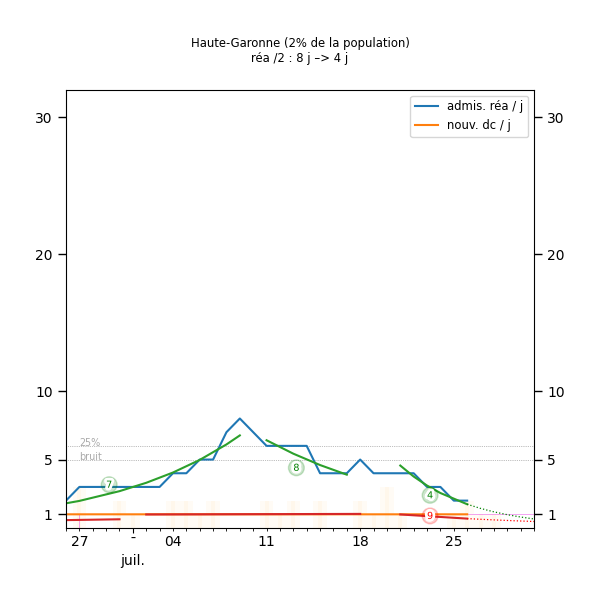 Haute-Garonne (2% de la population)
réa /2 : 8 j –> 4 j
admis. réa / j
nouv. dc / j
30 30
20 20
10 10
25%
5 bruit 5
7
8
4
1 9 1
27 - 04 11 18 25
juil.